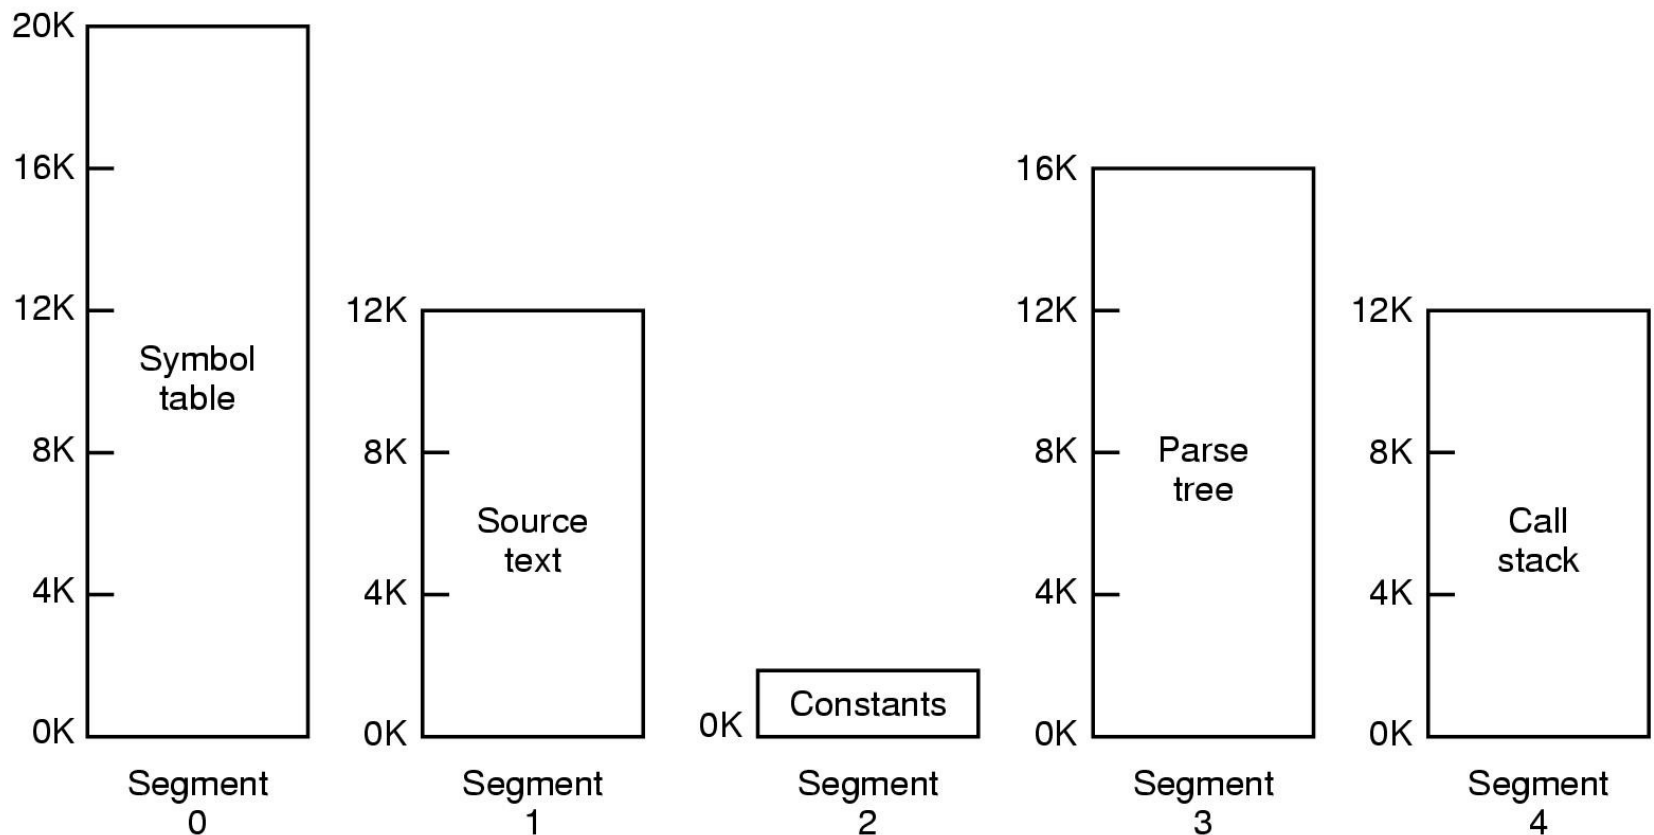 20K
16K
12K
8K
4K
0K
Symbol
table
Segment
0
12K
8K
4K
0K
Source
text
Segment
1
0K
Constants
Segment
2
16K
12K
8K
4K
0K
Parse
tree
Segment
3
12K
8K
4K
0K
Call
stack
Segment
4